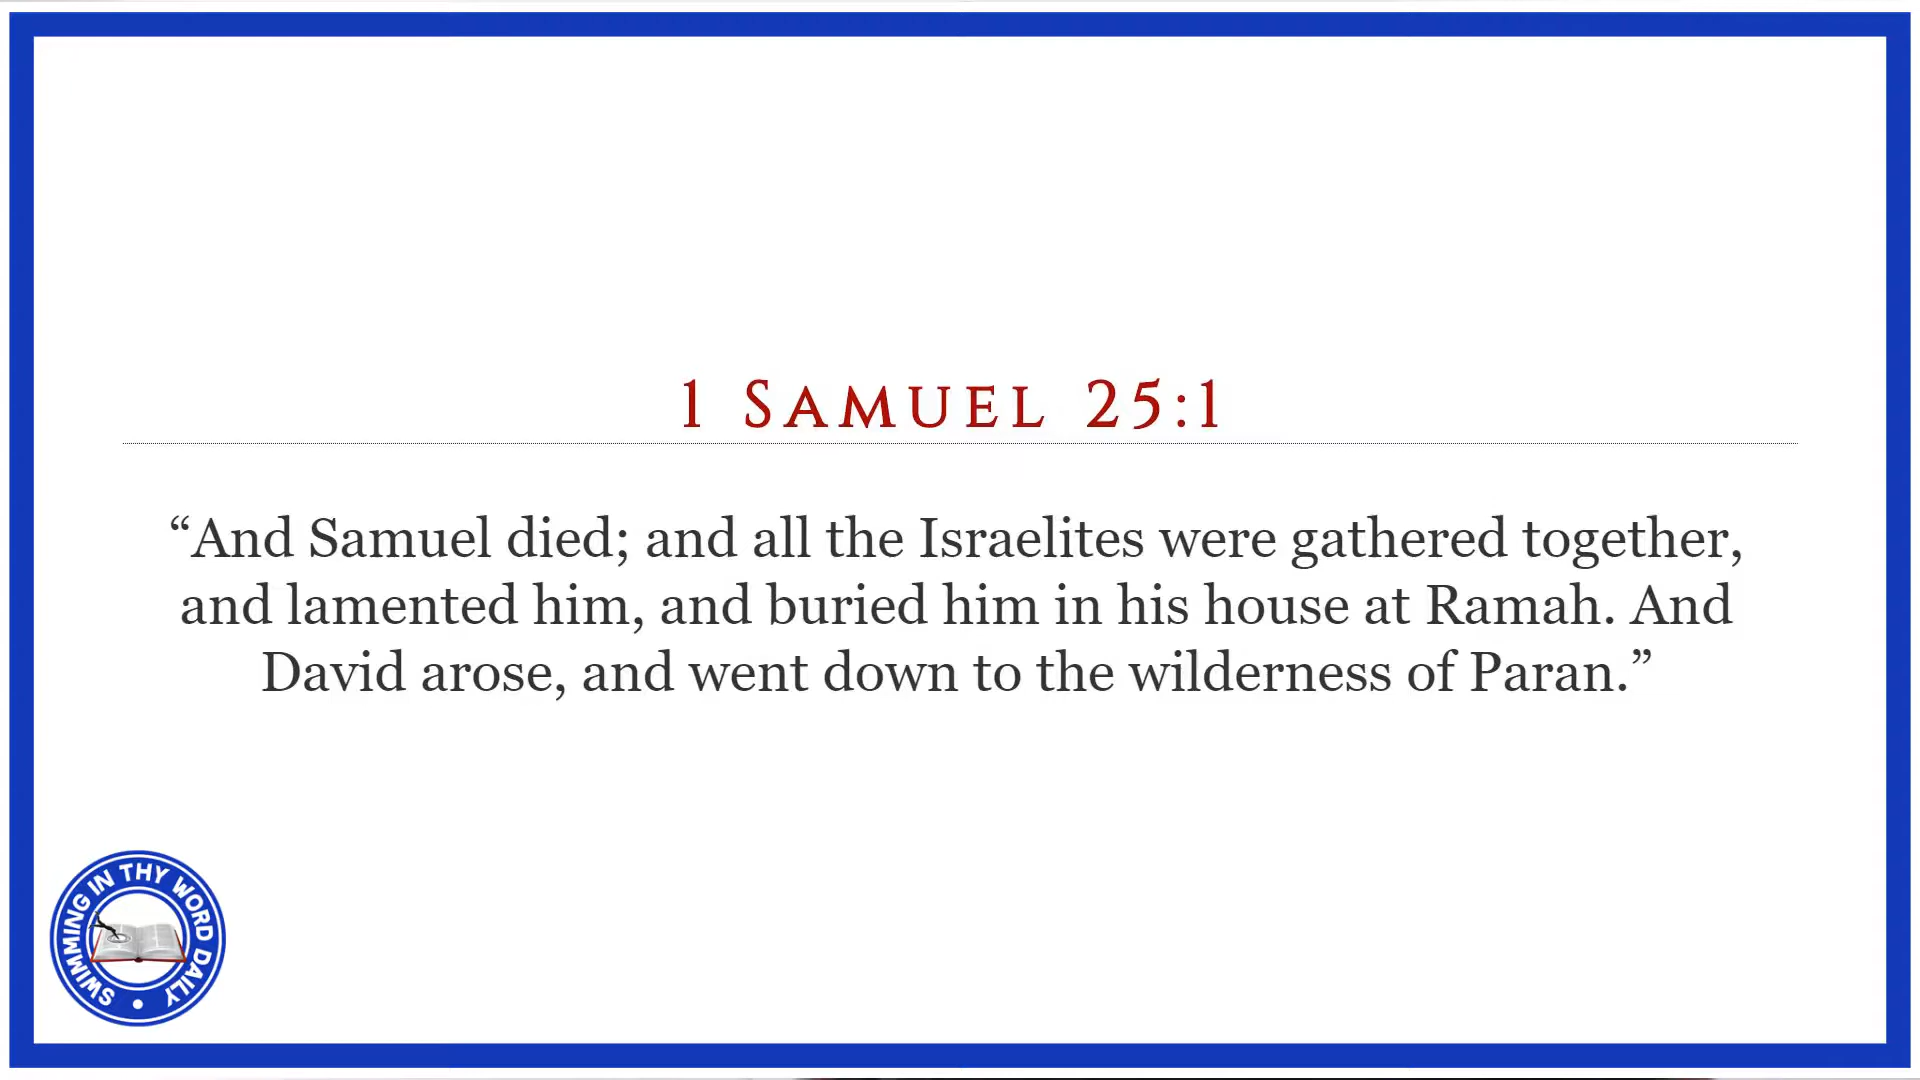 1 SAMUEL 25:1
“And Samuel died; and all the Israelites were gathered together,
and lamented him, and buried him in his house at Ramah. And
David arose, and went down to the wilderness of Paran.”
SWIMMING IN THY WORD DAILY